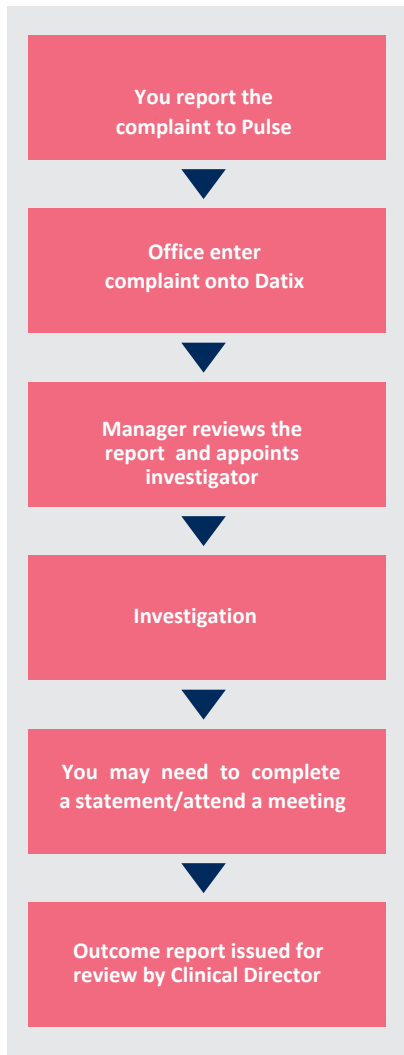 You report the
complaint to Pulse
Office enter
complaint onto Datix
Manager reviews the
report and appoints
investigator
Investigation
You may need to complete
a statement/attend a meeting
Outcome report issued for
review by Clinical Director